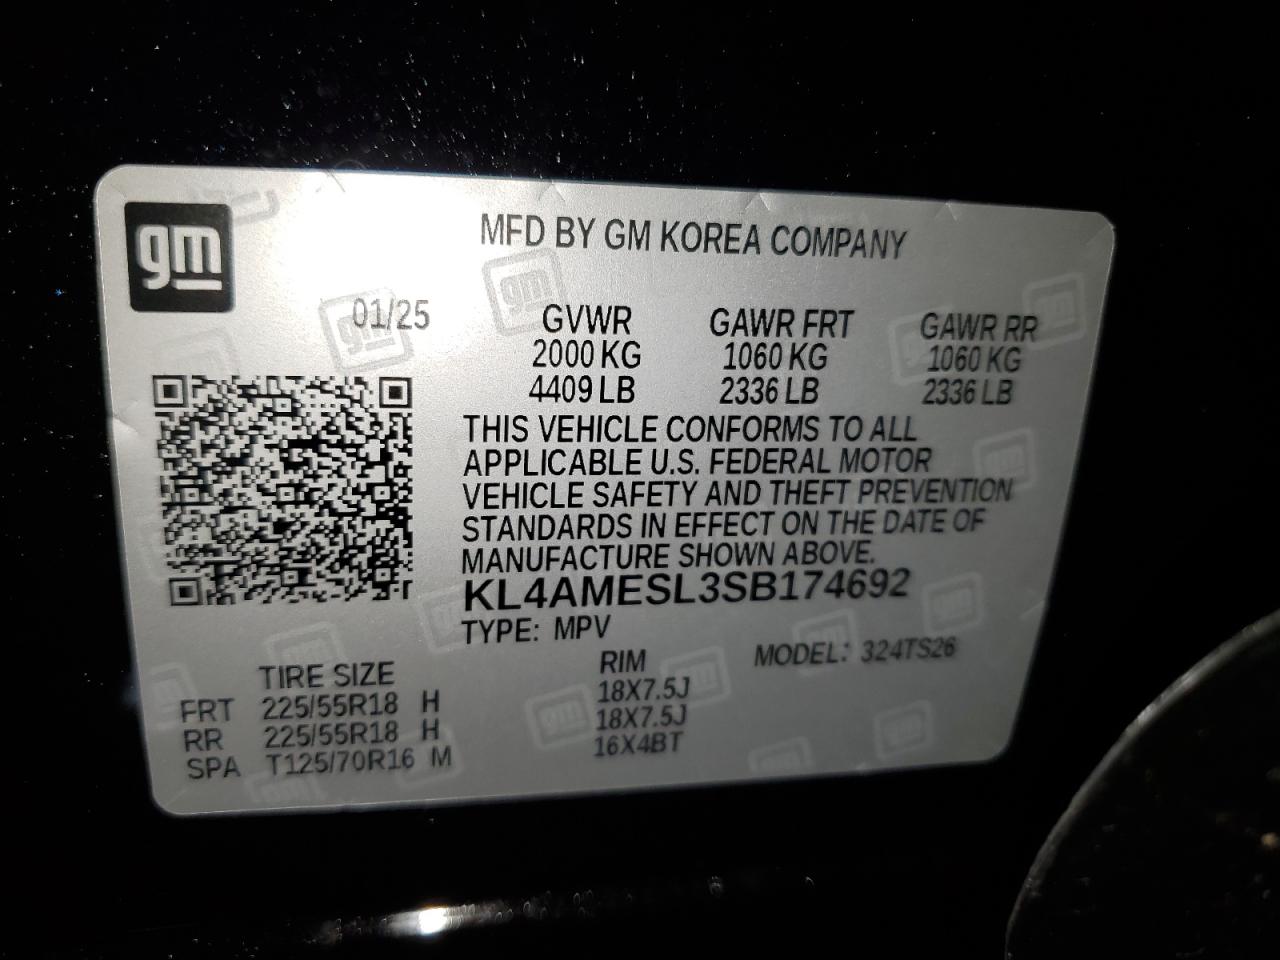 gm
MFD BY GM KOREA COMPANY
01/25 GVWR GAWR FRT GAWR RR
2000 KG 1060 KG 1060 KG
4409 LB 2336 LB 2336 LB
THIS VEHICLE CONFORMS TO ALL
APPLICABLE U.S. FEDERAL MOTOR
VEHICLE SAFETY AND THEFT PREVENTION
STANDARDS IN EFFECT ON THE DATE OF
MANUFACTURE SHOWN ABOVE.
KL4AMESL3SB174692
TYPE: MPV
TIRE SIZE RIM MODEL: 324TS26
FRT 225/55R18 H 18X7.5J
RR 225/55R18 H 18X7.5J
SPA T125/70R16 M 16X4BT